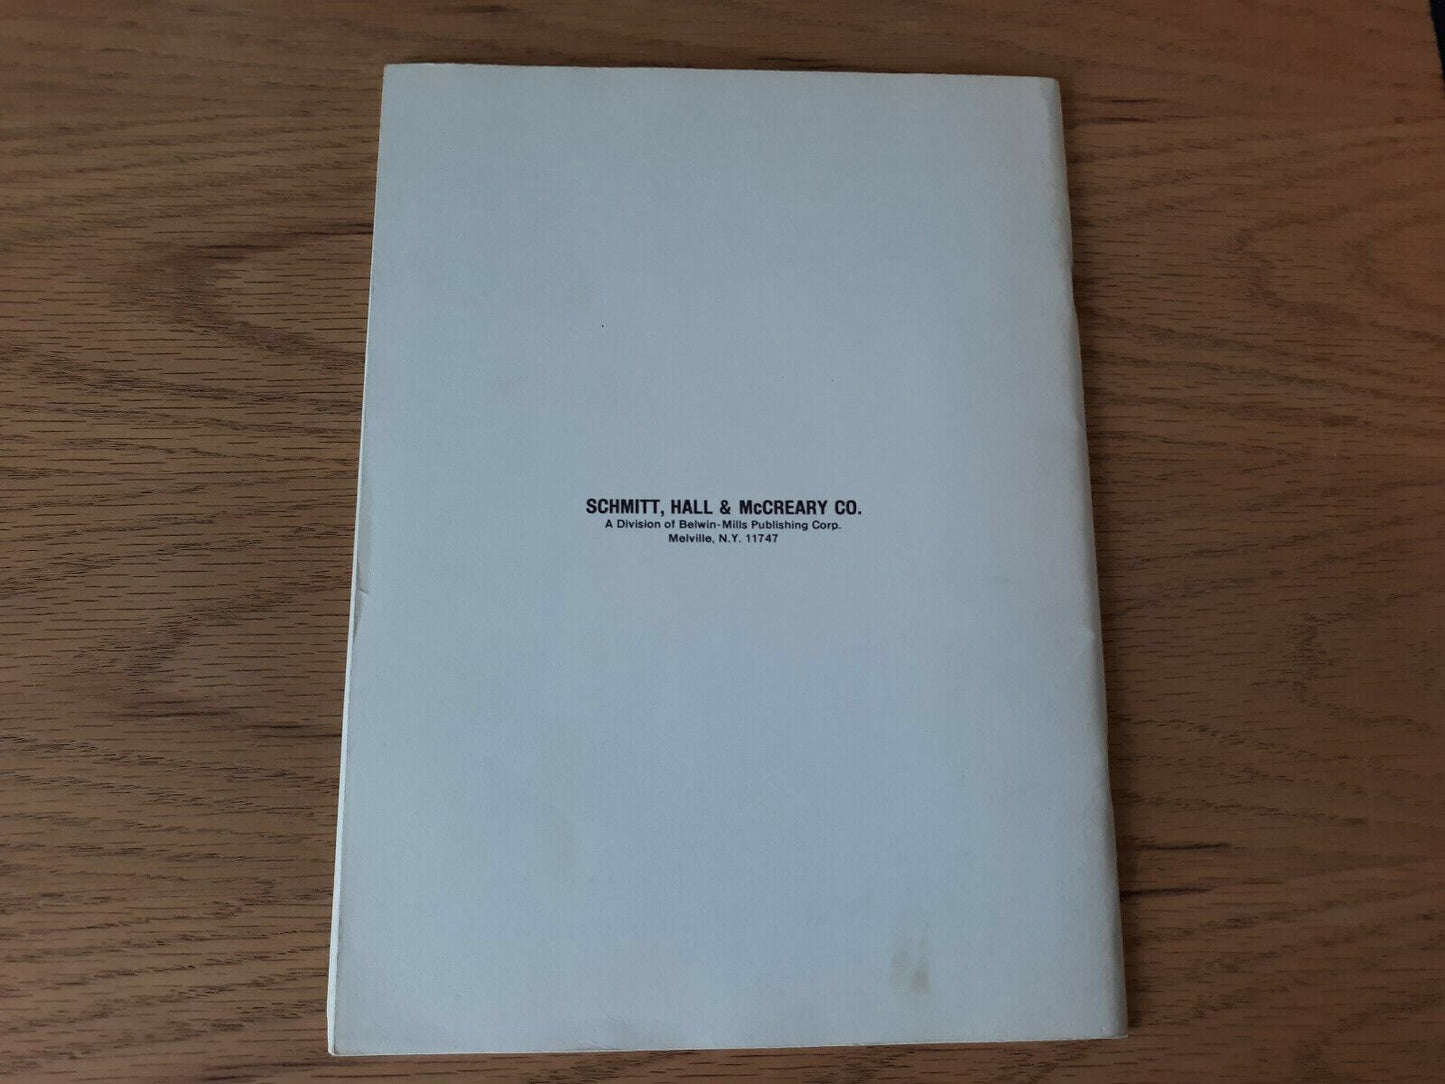 SCHMITT, HALL & McCREARY CO.
A Division of Belwin-Mills Publishing Corp.
Melville, N.Y. 11747